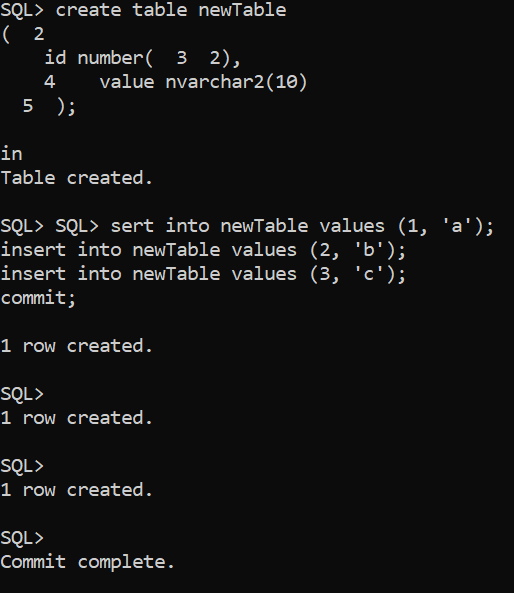 SQL> create table newTable
(  2
    id number(  3  2),
    4    value nvarchar2(10)
  5  );
in
Table created.
SQL> SQL> sert into newTable values (1, 'a');
insert into newTable values (2, 'b');
insert into newTable values (3, 'c');
commit;
1 row created.
SQL>
1 row created.
SQL>
1 row created.
SQL>
Commit complete.